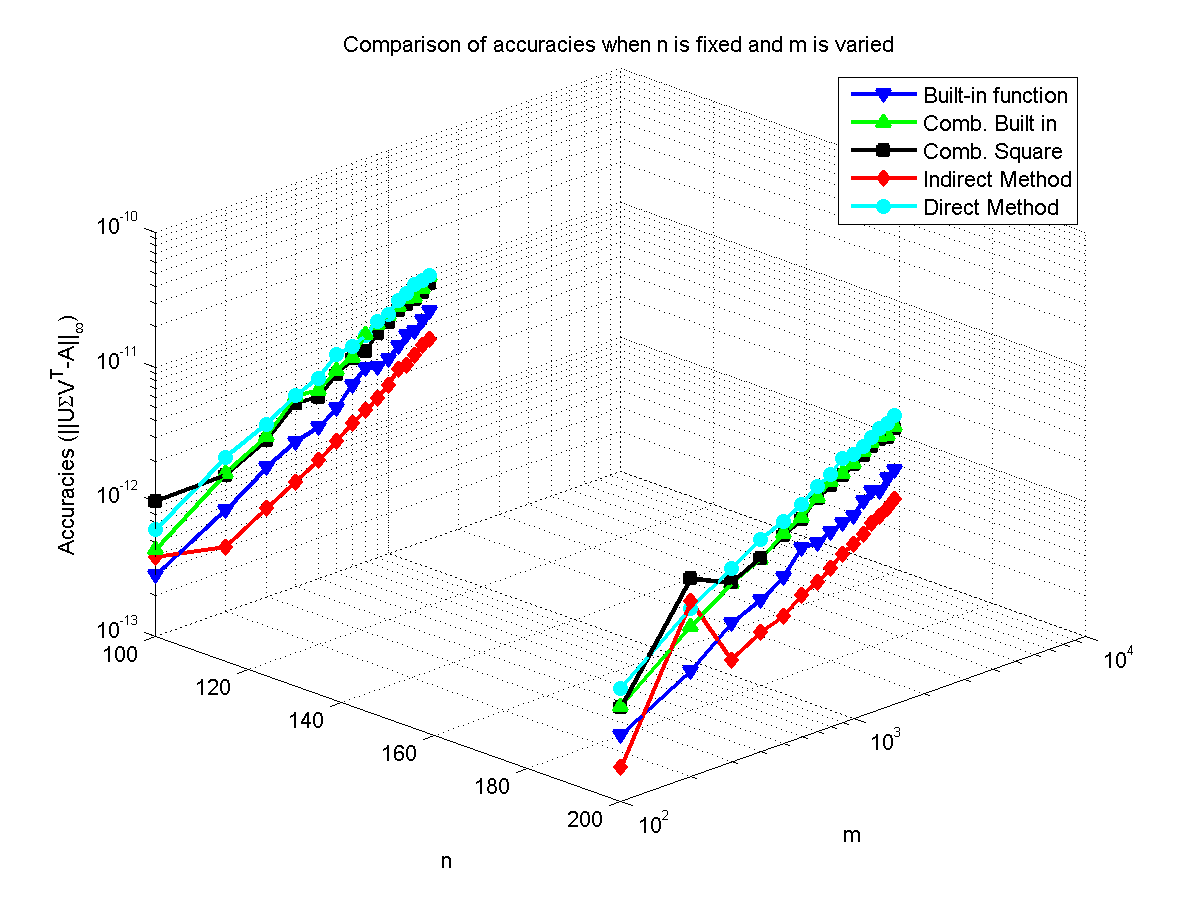 Comparison of accuracies when n is fixed and m is varied
Built-in function
Comb. Built in
Comb. Square
Indirect Method
Direct Method
10^-10
10^-11
10^-12
10^-13
Accuracies (||UΣV^T-A||_∞)
100
120
140
160
180
200
n
10^2
10^3
10^4
m